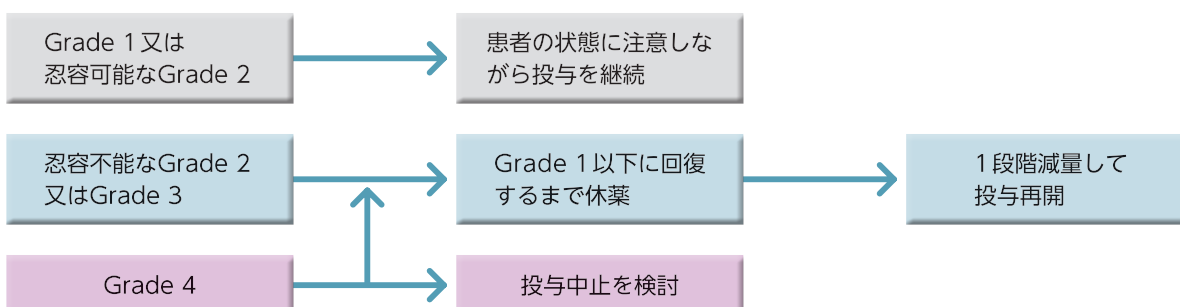 Grade 1又は
忍容可能なGrade 2
患者の状態に注意しな
がら投与を継続
忍容不能なGrade 2
又はGrade 3
Grade 1以下に回復
するまで休薬
1段階減量して
投与再開
Grade 4
投与中止を検討